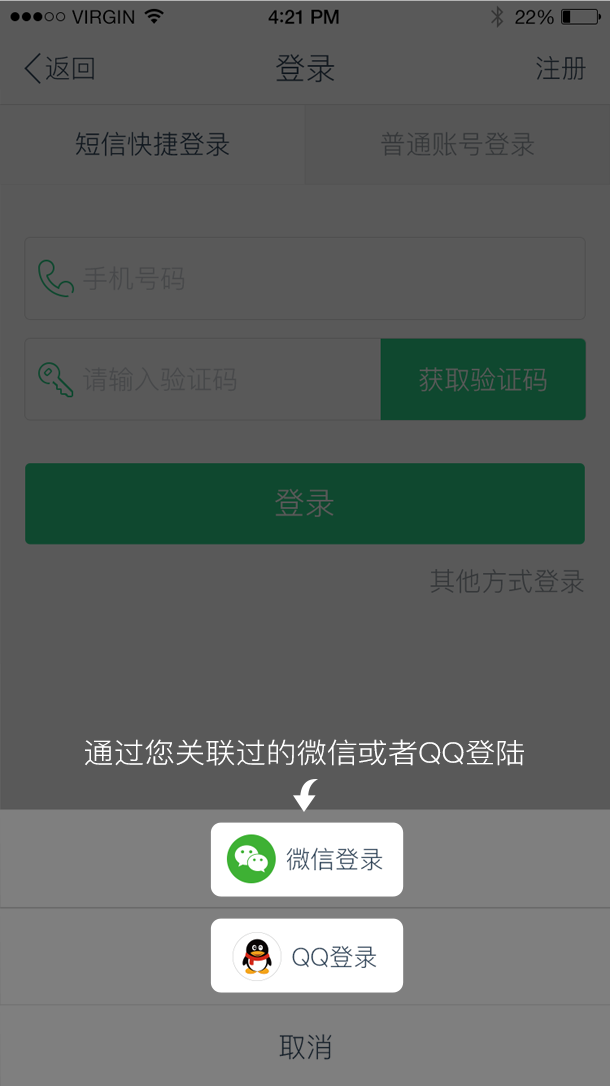 VIRGIN 4:21 PM 22%
返回 登录 注册
短信快捷登录 普通账号登录
手机号码
请输入验证码 获取验证码
登录
其他方式登录
通过您关联过的微信或者QQ登陆
微信登录
QQ登录
取消